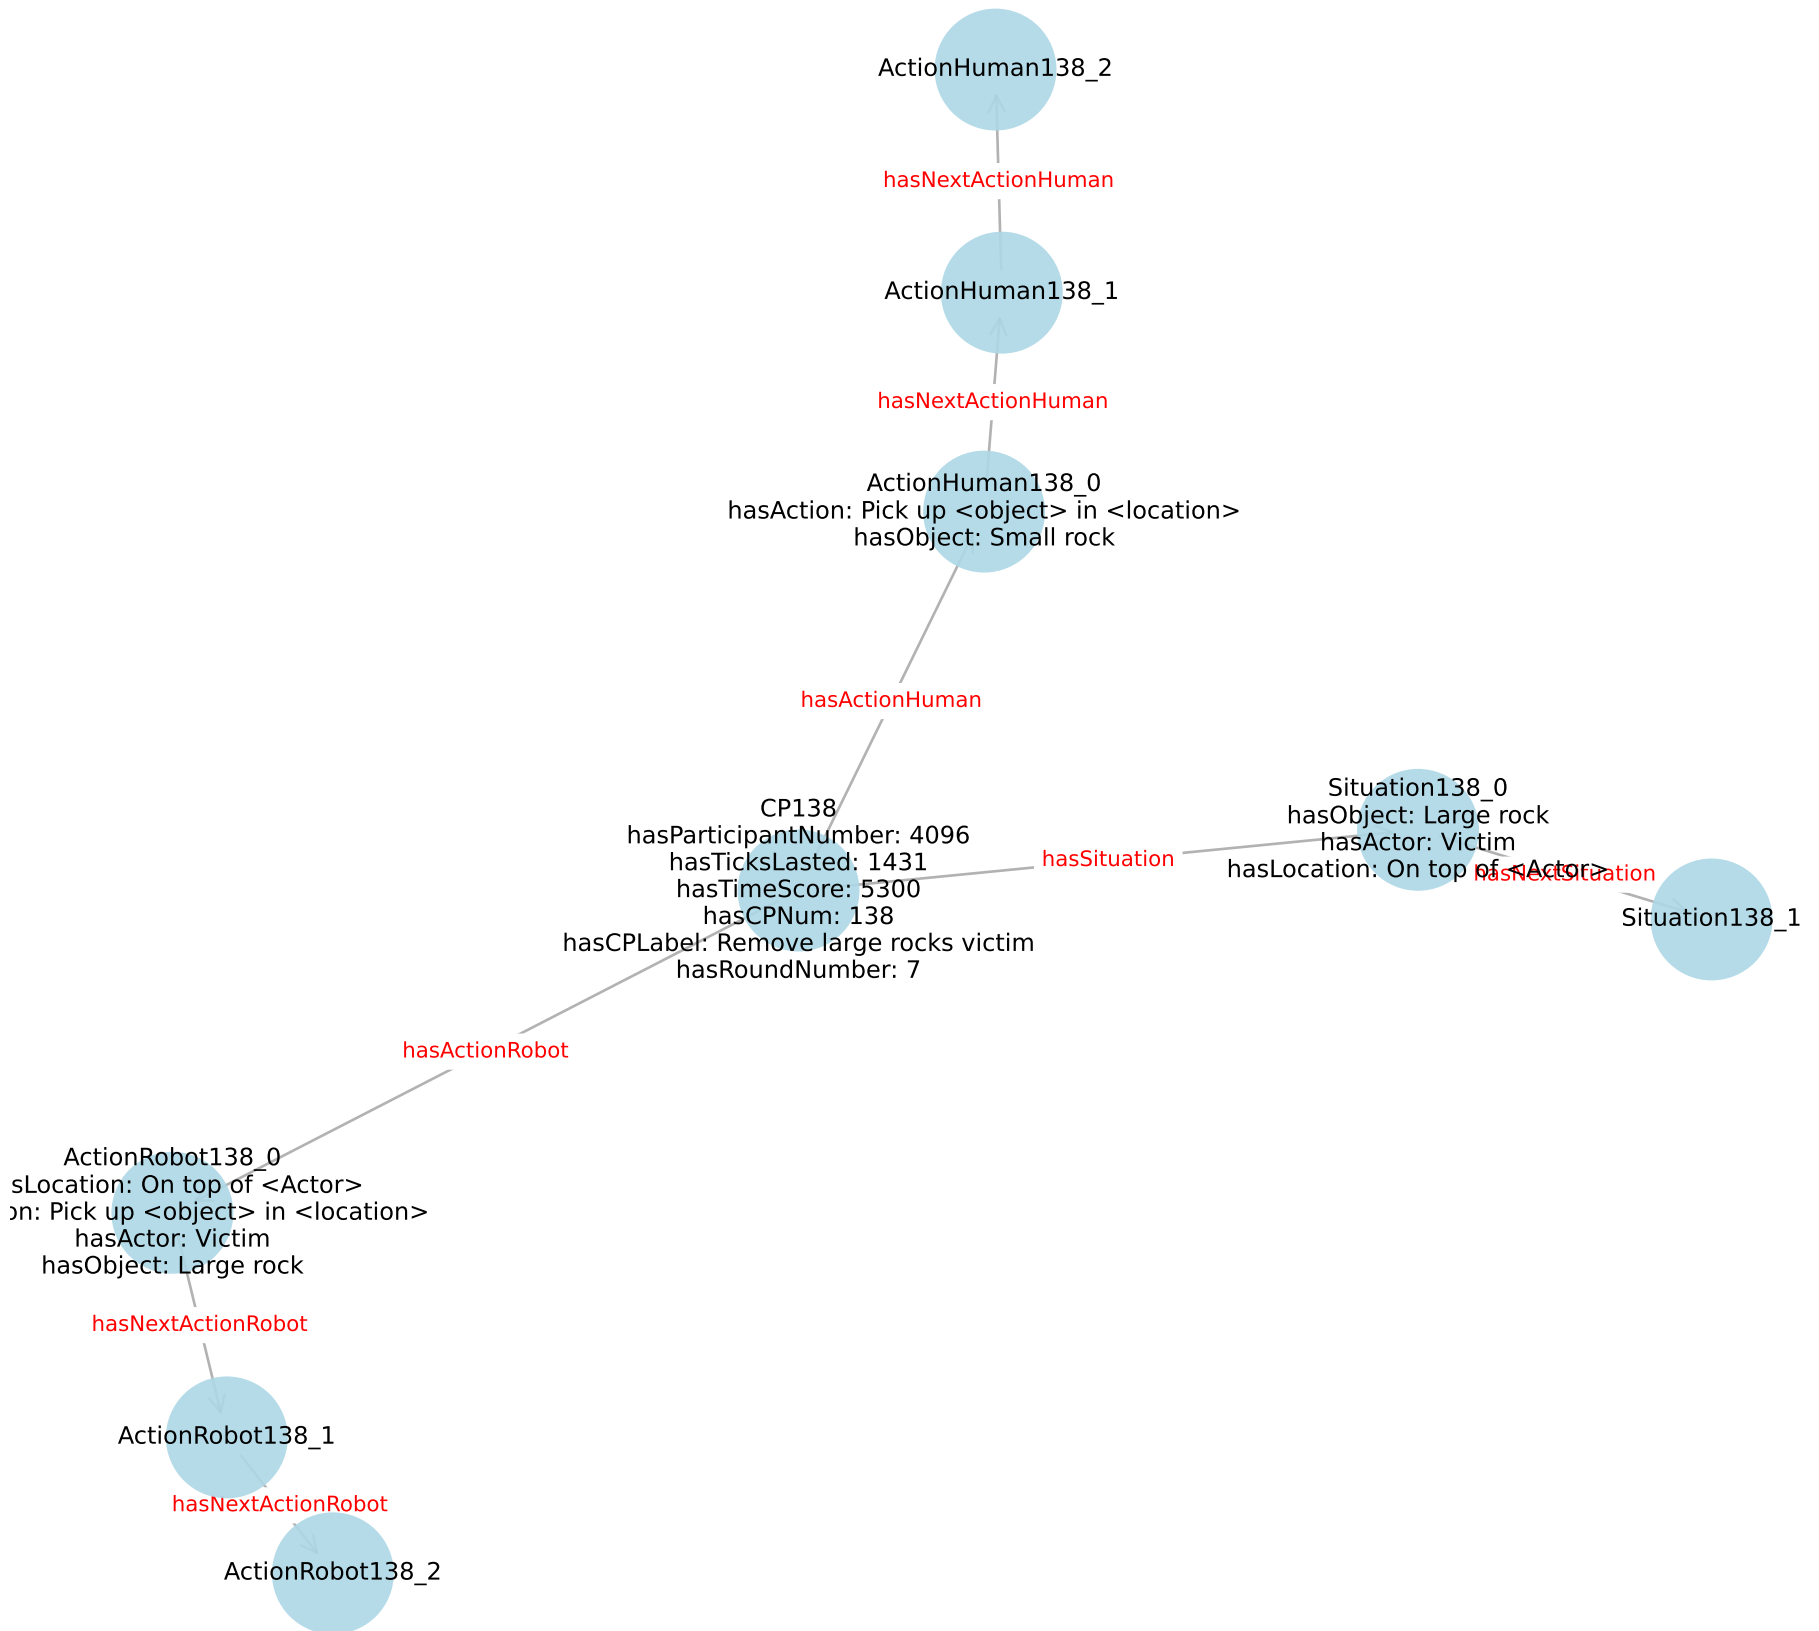 ActionHuman138_2
hasNextActionHuman
ActionHuman138_1
hasNextActionHuman
ActionHuman138_0
hasAction: Pick up <object> in <location>
hasObject: Small rock
hasActionHuman
CP138
hasParticipantNumber: 4096
hasTicksLasted: 1431
hasTimeScore: 5300
hasCPNum: 138
hasCPLabel: Remove large rocks victim
hasRoundNumber: 7
hasSituation
Situation138_0
hasObject: Large rock
hasActor: Victim
hasLocation: On top of <Actor>
hasNextSituation
Situation138_1
hasActionRobot
ActionRobot138_0
sLocation: On top of <Actor>
on: Pick up <object> in <location>
hasActor: Victim
hasObject: Large rock
hasNextActionRobot
ActionRobot138_1
hasNextActionRobot
ActionRobot138_2